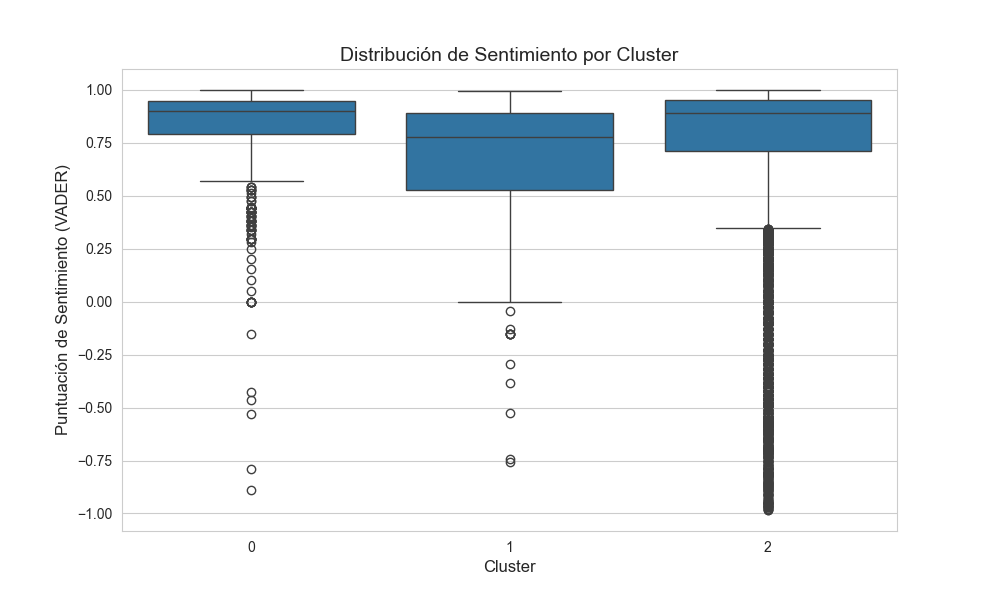 Distribución de Sentimiento por Cluster
Puntuación de Sentimiento (VADER)
1.00
0.75
0.50
0.25
0.00
−0.25
−0.50
−0.75
−1.00
0 1 2
Cluster